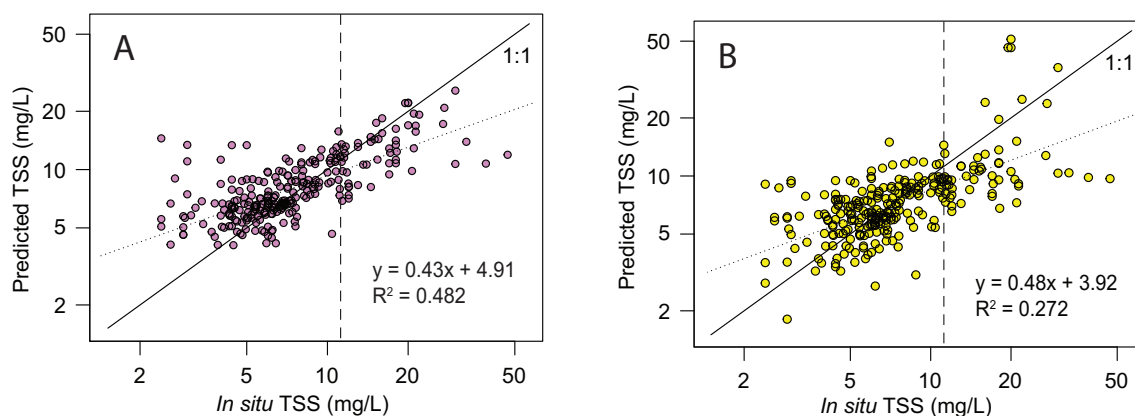 A
1:1
50
20
10
5
2
Predicted TSS (mg/L)
y = 0.43x + 4.91
R² = 0.482
2
5
10
20
50
In situ TSS (mg/L)
B
1:1
50
20
10
5
2
Predicted TSS (mg/L)
y = 0.48x + 3.92
R² = 0.272
2
5
10
20
50
In situ TSS (mg/L)